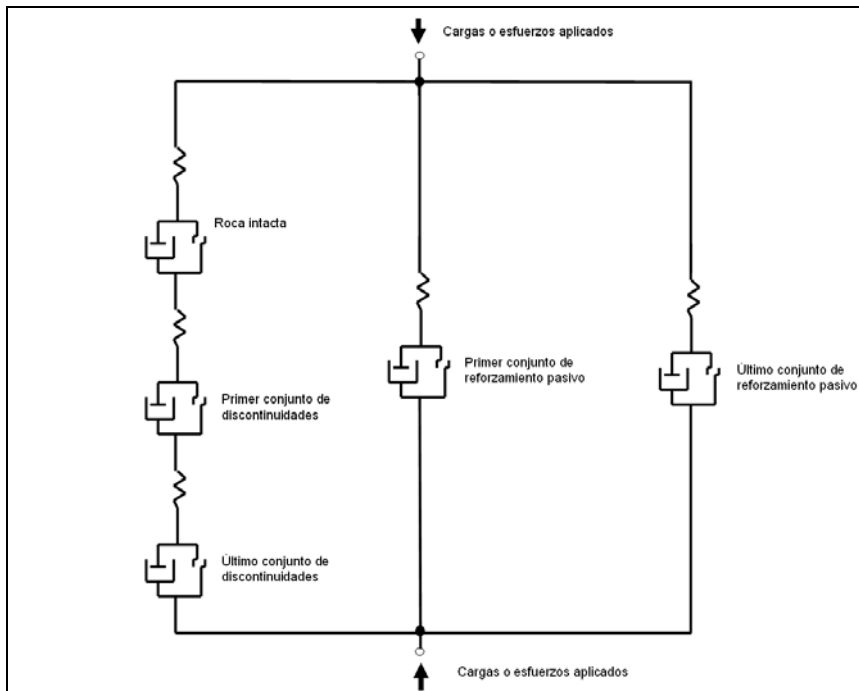 Cargas o esfuerzos aplicados
Roca intacta
Primer conjunto de
discontinuidades
Último conjunto de
discontinuidades
Primer conjunto de
reforzamiento pasivo
Último conjunto de
reforzamiento pasivo
Cargas o esfuerzos aplicados